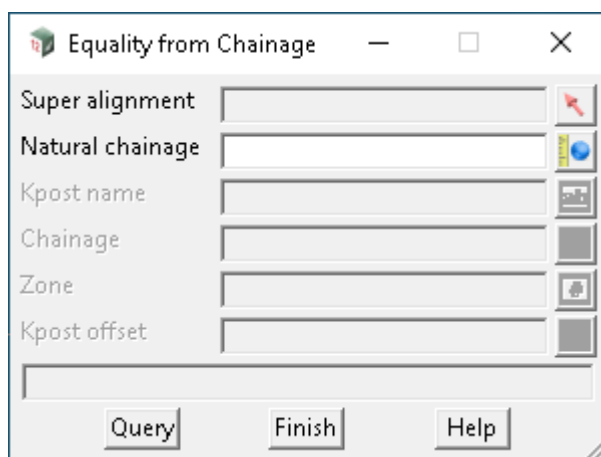 Equality from Chainage
Super alignment
Natural chainage
Kpost name
Chainage
Zone
Kpost offset
Query Finish Help